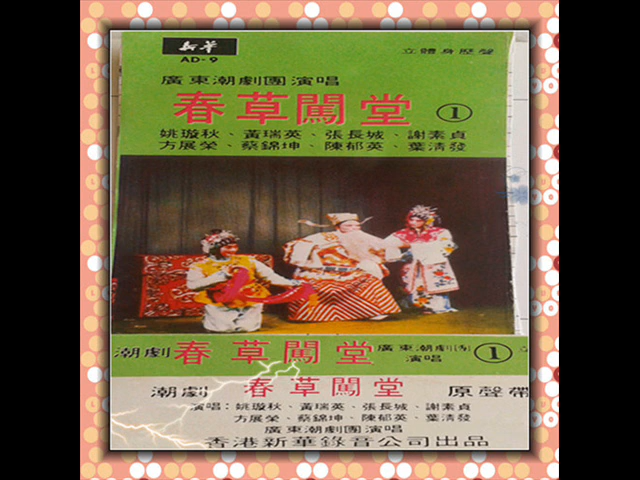 新华
AD-9
立體身歷聲
廣東潮劇團演唱
春草闖堂 ①
姚璇秋、黃瑞英、張長城、謝素貞
方展榮、蔡錦坤、陳郁英、葉清發
潮劇 春草闖堂 廣東潮劇(寺) 演唱 ①
潮劇 春草闖堂 原聲帶
演唱：姚璇秋、黃瑞英、張長城、謝素貞
方展榮、蔡錦坤、陳郁英、葉清發
廣東潮劇團演唱
香港新華錄音公司出品